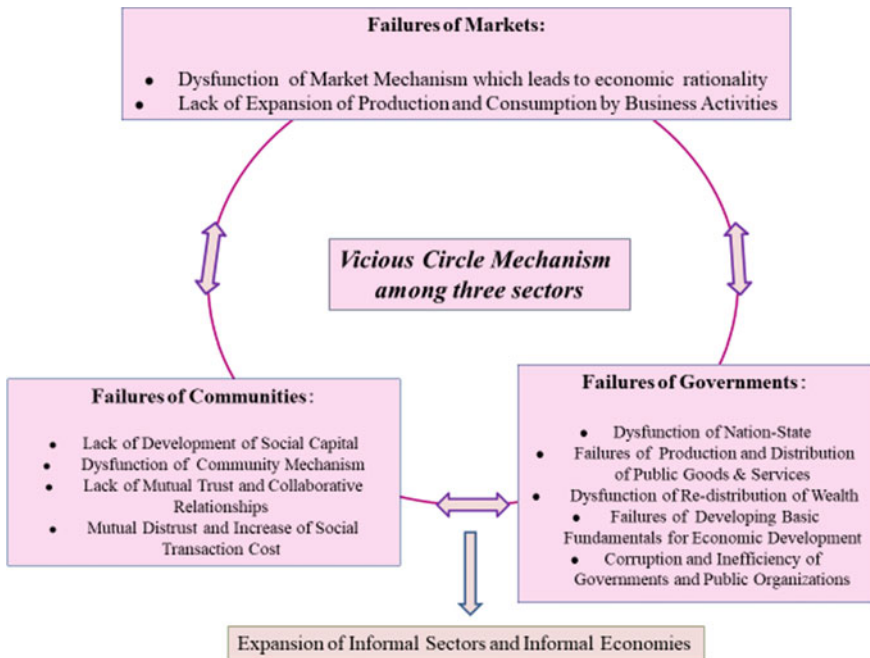 Failures of Markets:
● Dysfunction of Market Mechanism which leads to economic rationality
● Lack of Expansion of Production and Consumption by Business Activities
Vicious Circle Mechanism
among three sectors
Failures of Communities:
● Lack of Development of Social Capital
● Dysfunction of Community Mechanism
● Lack of Mutual Trust and Collaborative
Relationships
● Mutual Distrust and Increase of Social
Transaction Cost
Failures of Governments:
● Dysfunction of Nation-State
● Failures of Production and Distribution
of Public Goods & Services
● Dysfunction of Re-distribution of Wealth
● Failures of Developing Basic
Fundamentals for Economic Development
● Corruption and Inefficiency of
Governments and Public Organizations
Expansion of Informal Sectors and Informal Economies